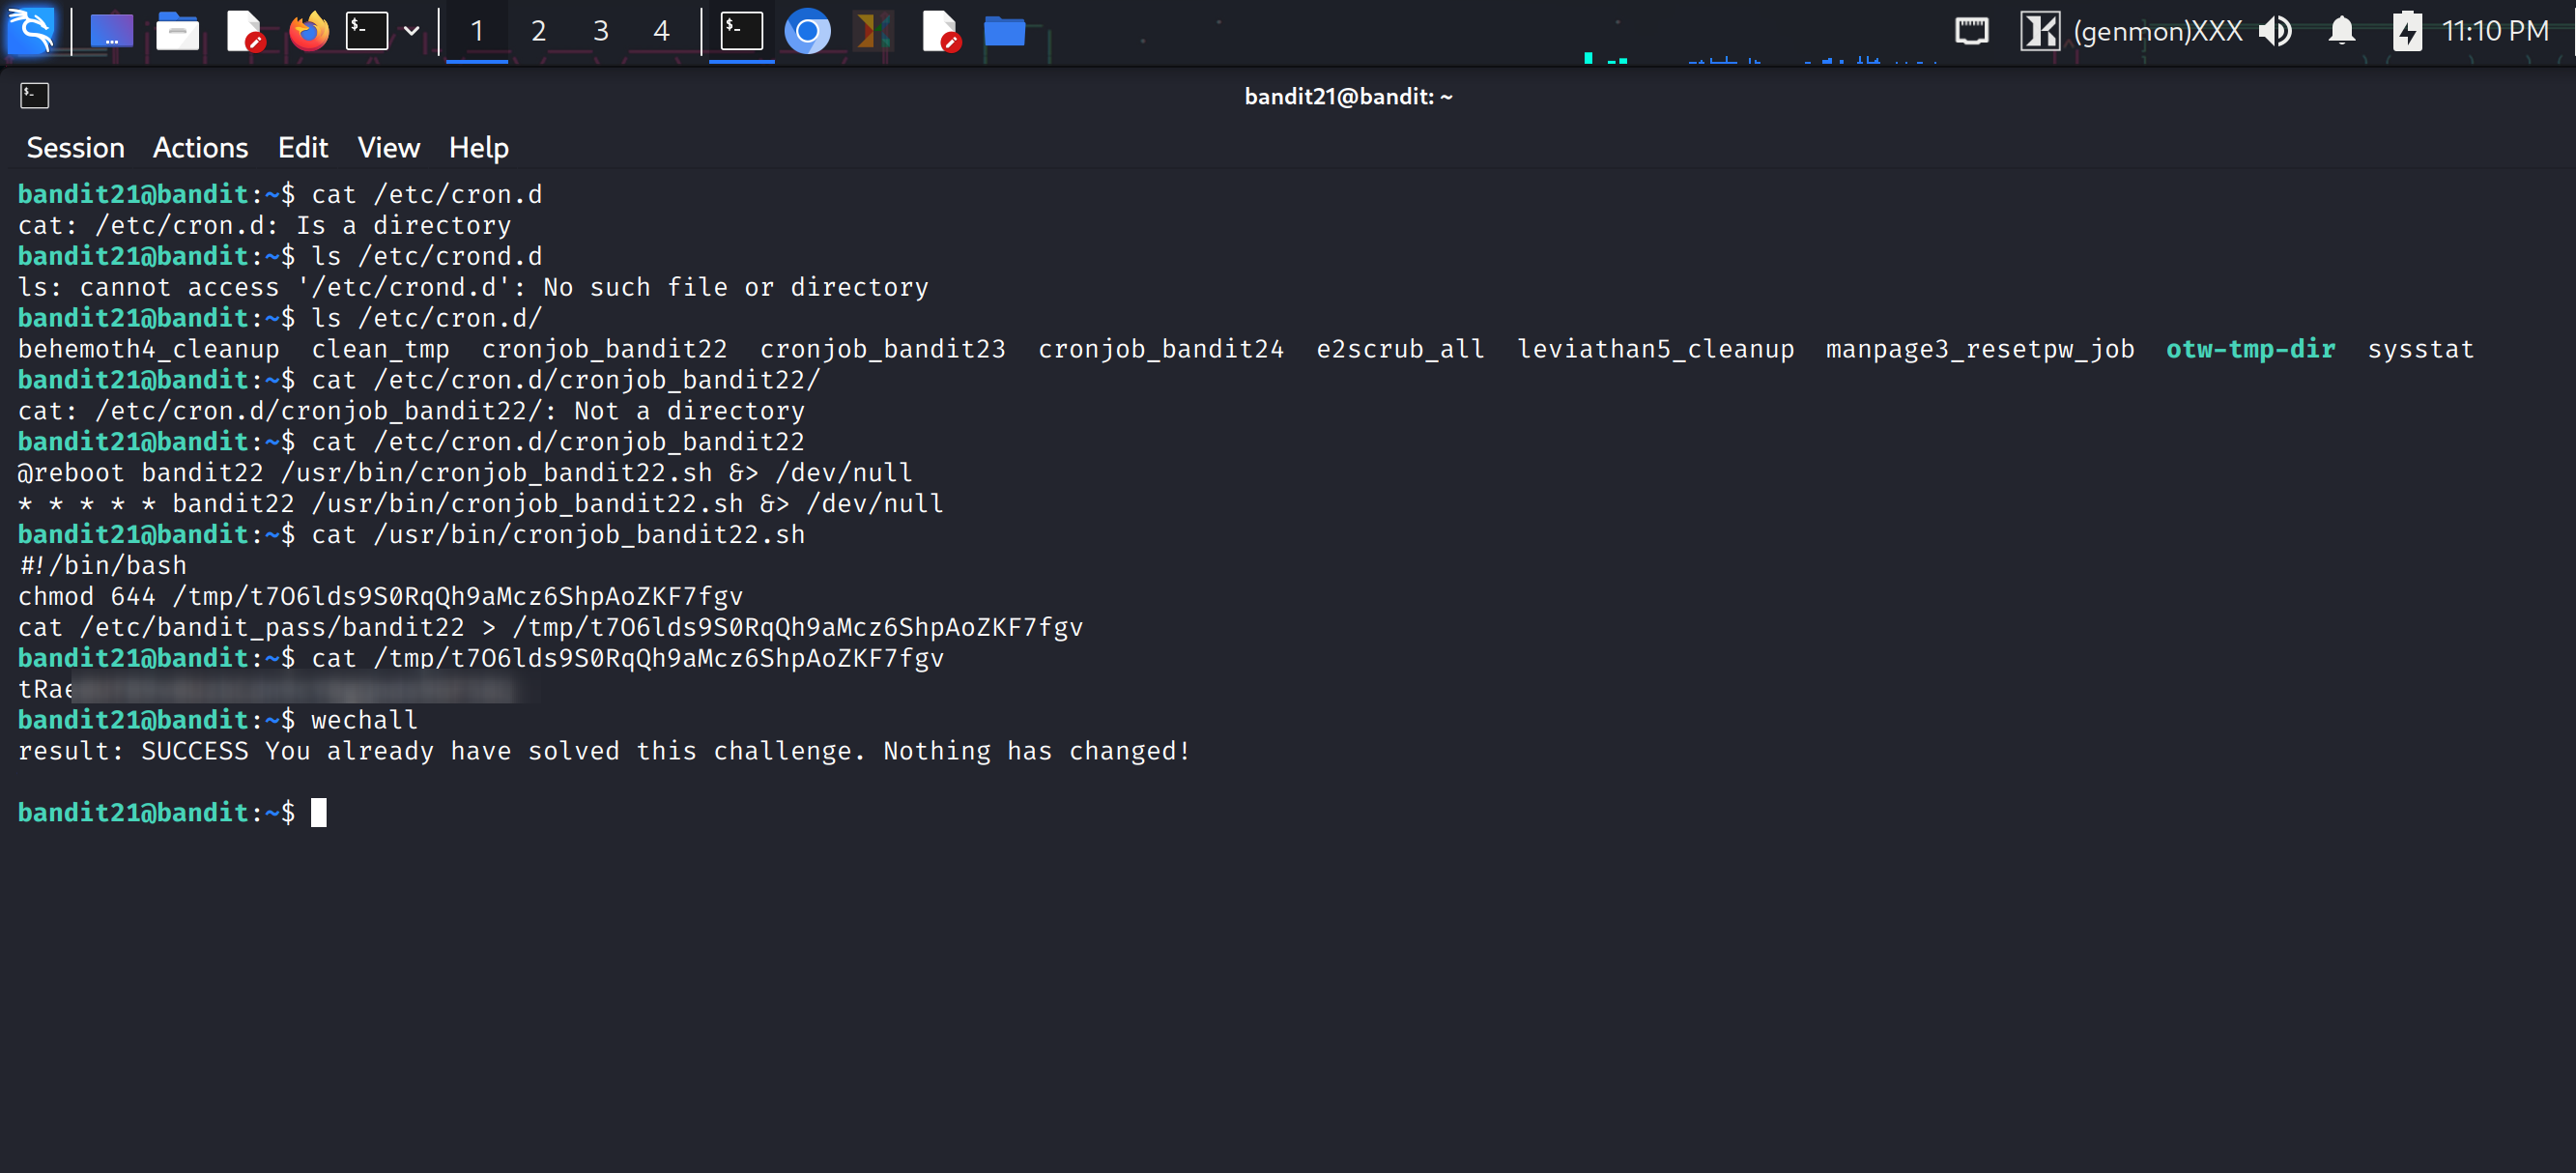 1 2 3 4 (genmon)XXX 11:10 PM
bandit21@bandit: ~
Session Actions Edit View Help
bandit21@bandit:~$ cat /etc/cron.d
cat: /etc/cron.d: Is a directory
bandit21@bandit:~$ ls /etc/crond.d
ls: cannot access '/etc/crond.d': No such file or directory
bandit21@bandit:~$ ls /etc/cron.d/
behemoth4_cleanup clean_tmp cronjob_bandit22 cronjob_bandit23 cronjob_bandit24 e2scrub_all leviathan5_cleanup manpage3_resetpw_job otw-tmp-dir sysstat
bandit21@bandit:~$ cat /etc/cron.d/cronjob_bandit22/
cat: /etc/cron.d/cronjob_bandit22/: Not a directory
bandit21@bandit:~$ cat /etc/cron.d/cronjob_bandit22
@reboot bandit22 /usr/bin/cronjob_bandit22.sh &> /dev/null
* * * * * bandit22 /usr/bin/cronjob_bandit22.sh &> /dev/null
bandit21@bandit:~$ cat /usr/bin/cronjob_bandit22.sh
#!/bin/bash
chmod 644 /tmp/t7O6lds9S0RqQh9aMcz6ShpAoZKF7fgv
cat /etc/bandit_pass/bandit22 > /tmp/t7O6lds9S0RqQh9aMcz6ShpAoZKF7fgv
bandit21@bandit:~$ cat /tmp/t7O6lds9S0RqQh9aMcz6ShpAoZKF7fgv
tRae
bandit21@bandit:~$ wechall
result: SUCCESS You already have solved this challenge. Nothing has changed!
bandit21@bandit:~$